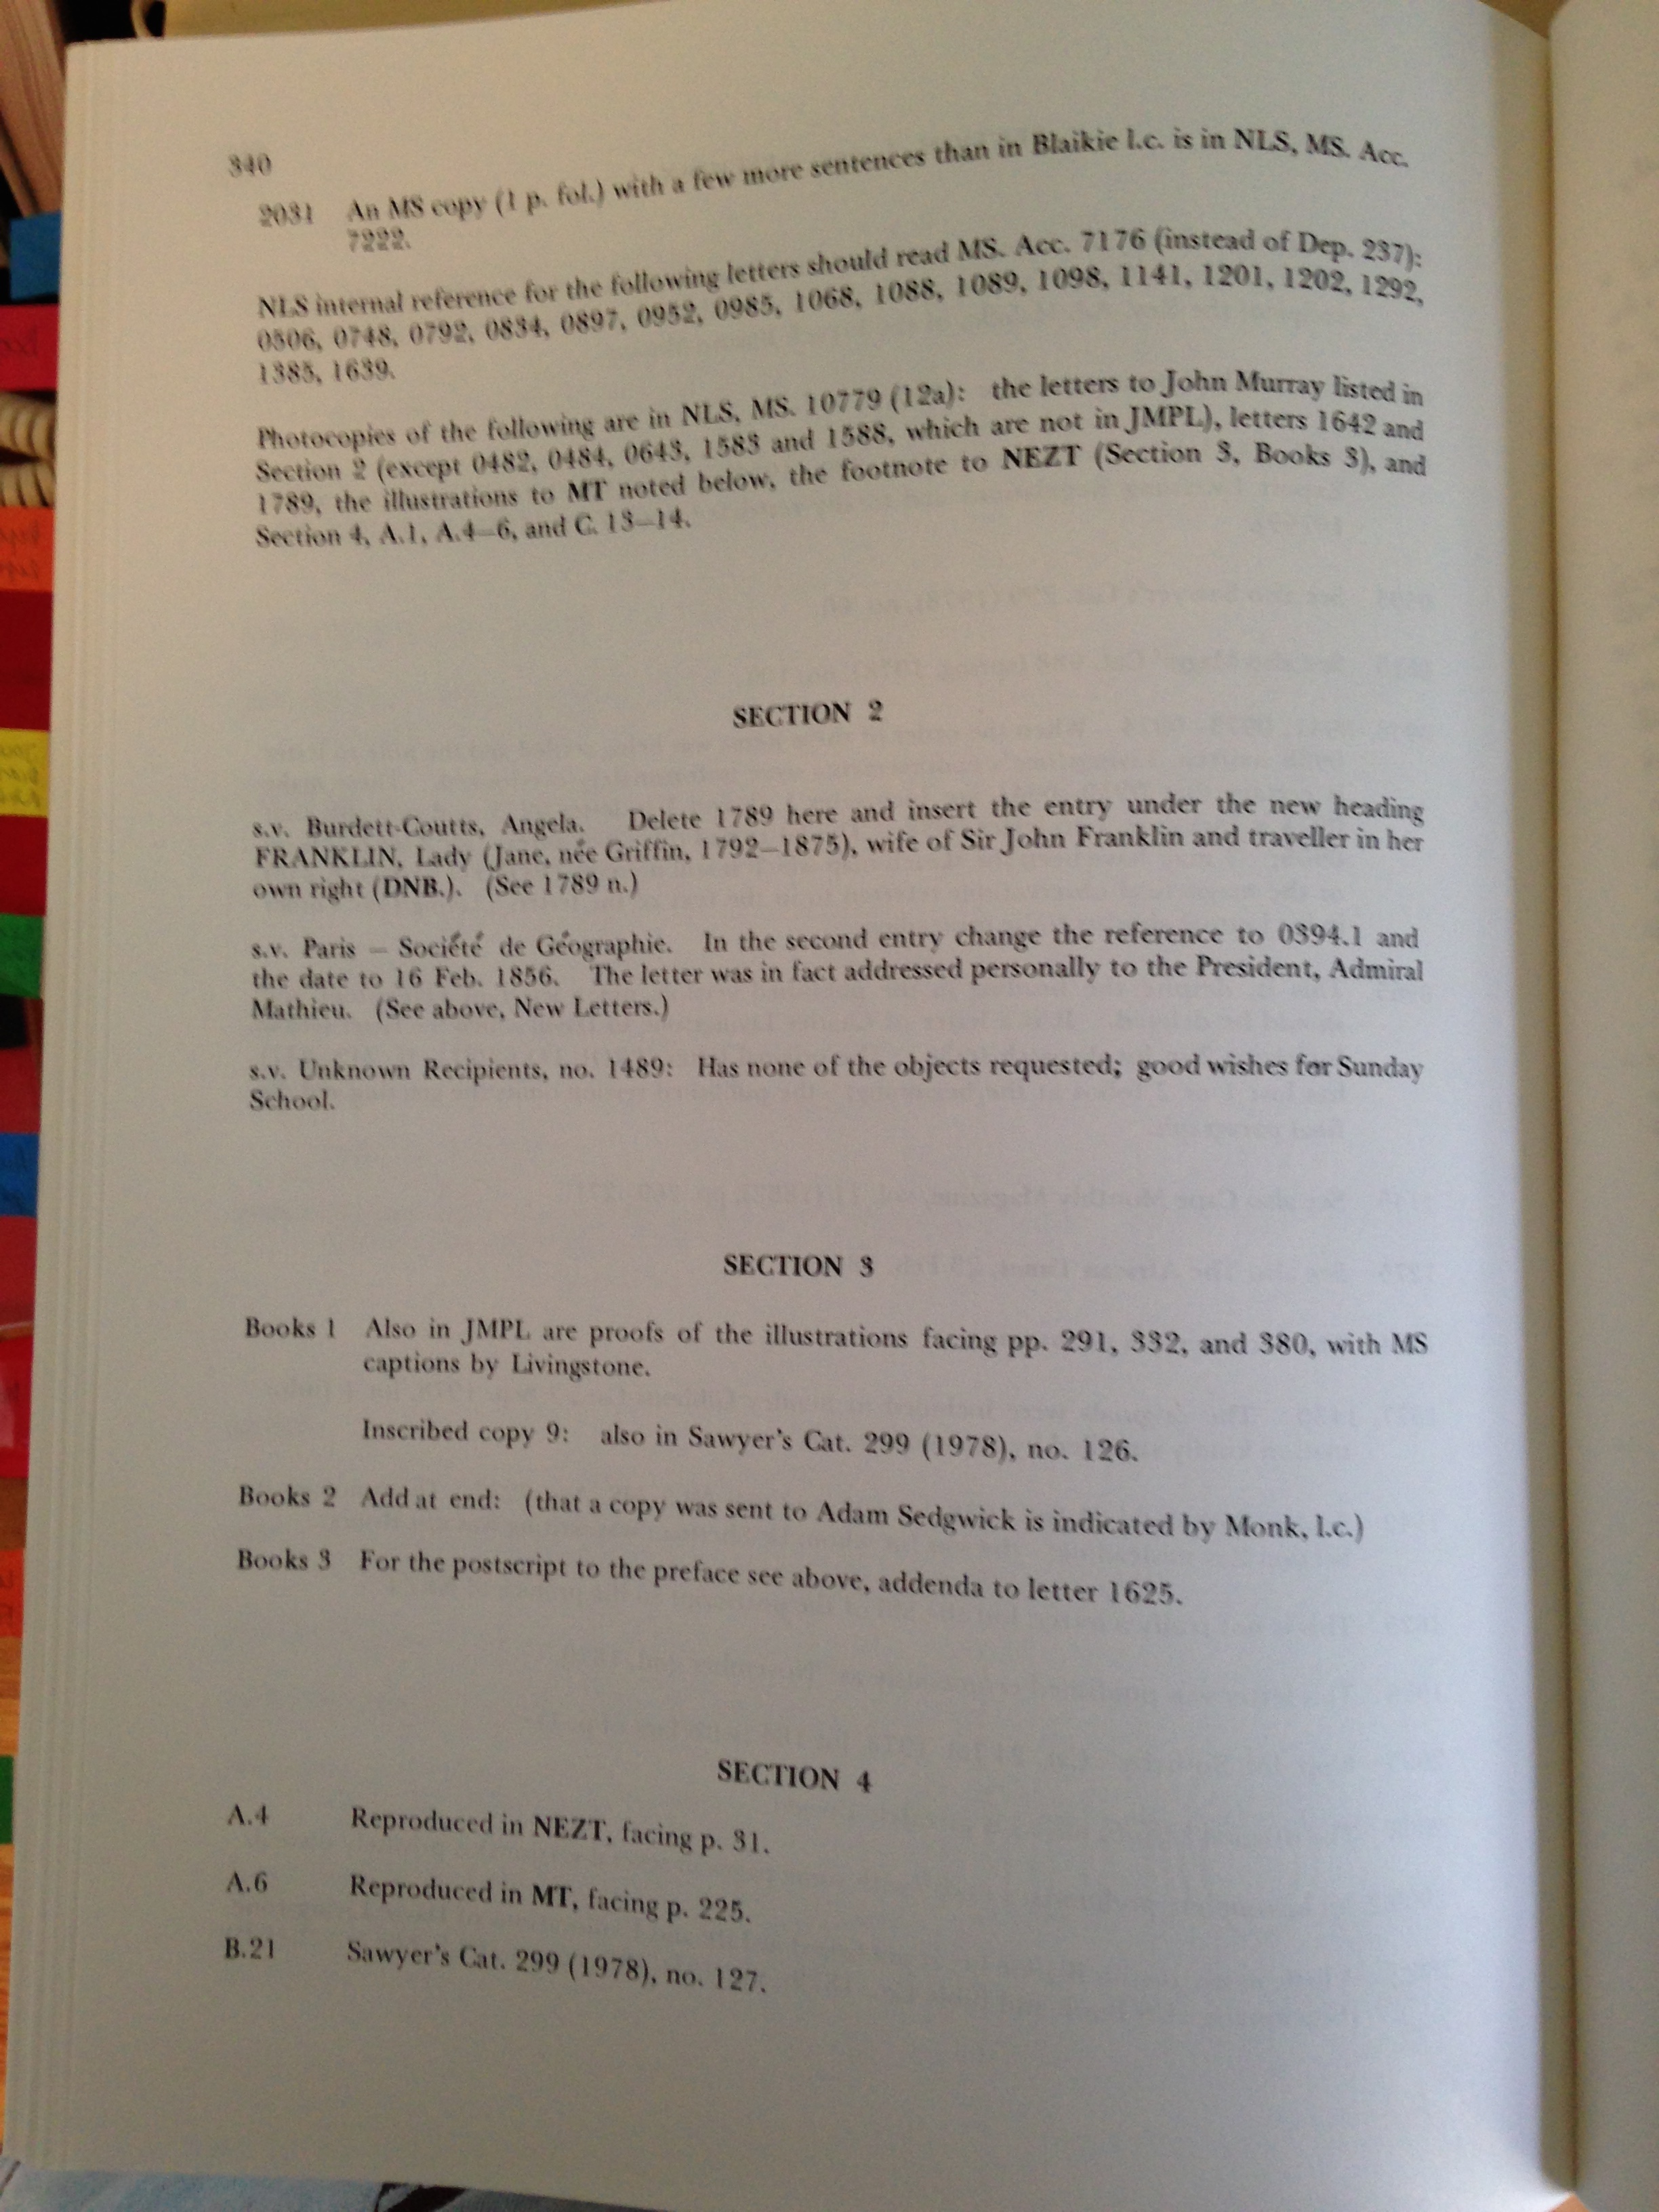 340
2031 An MS copy (1 p. fol.) with a few more sentences than in Blaikie l.c. is in NLS, MS. Acc.
7222.
NLS internal reference for the following letters should read MS. Acc. 7176 (instead of Dep. 237):
0506, 0748, 0792, 0834, 0897, 0952, 0985, 1068, 1088, 1089, 1098, 1141, 1201, 1202, 1292,
1385, 1639.
Photocopies of the following are in NLS, MS. 10779 (12a): the letters to John Murray listed in
Section 2 (except 0482, 0484, 0643, 1583 and 1588, which are not in JMPL), letters 1642 and
1789, the illustrations to MT noted below, the footnote to NEZT (Section 3, Books 3), and
Section 4, A.1, A.4–6, and C. 13–14.
SECTION 2
s.v. Burdett-Coutts, Angela. Delete 1789 here and insert the entry under the new heading
FRANKLIN, Lady (Jane, née Griffin, 1792–1875), wife of Sir John Franklin and traveller in her
own right (DNB.). (See 1789 n.)
s.v. Paris – Société de Géographie. In the second entry change the reference to 0394.1 and
the date to 16 Feb. 1856. The letter was in fact addressed personally to the President, Admiral
Mathieu. (See above, New Letters.)
s.v. Unknown Recipients, no. 1489: Has none of the objects requested; good wishes for Sunday
School.
SECTION 3
Books 1 Also in JMPL are proofs of the illustrations facing pp. 291, 332, and 380, with MS
captions by Livingstone.
Inscribed copy 9: also in Sawyer's Cat. 299 (1978), no. 126.
Books 2 Add at end: (that a copy was sent to Adam Sedgwick is indicated by Monk, l.c.)
Books 3 For the postscript to the preface see above, addenda to letter 1625.
SECTION 4
A.4 Reproduced in NEZT, facing p. 31.
A.6 Reproduced in MT, facing p. 225.
B.21 Sawyer's Cat. 299 (1978), no. 127.